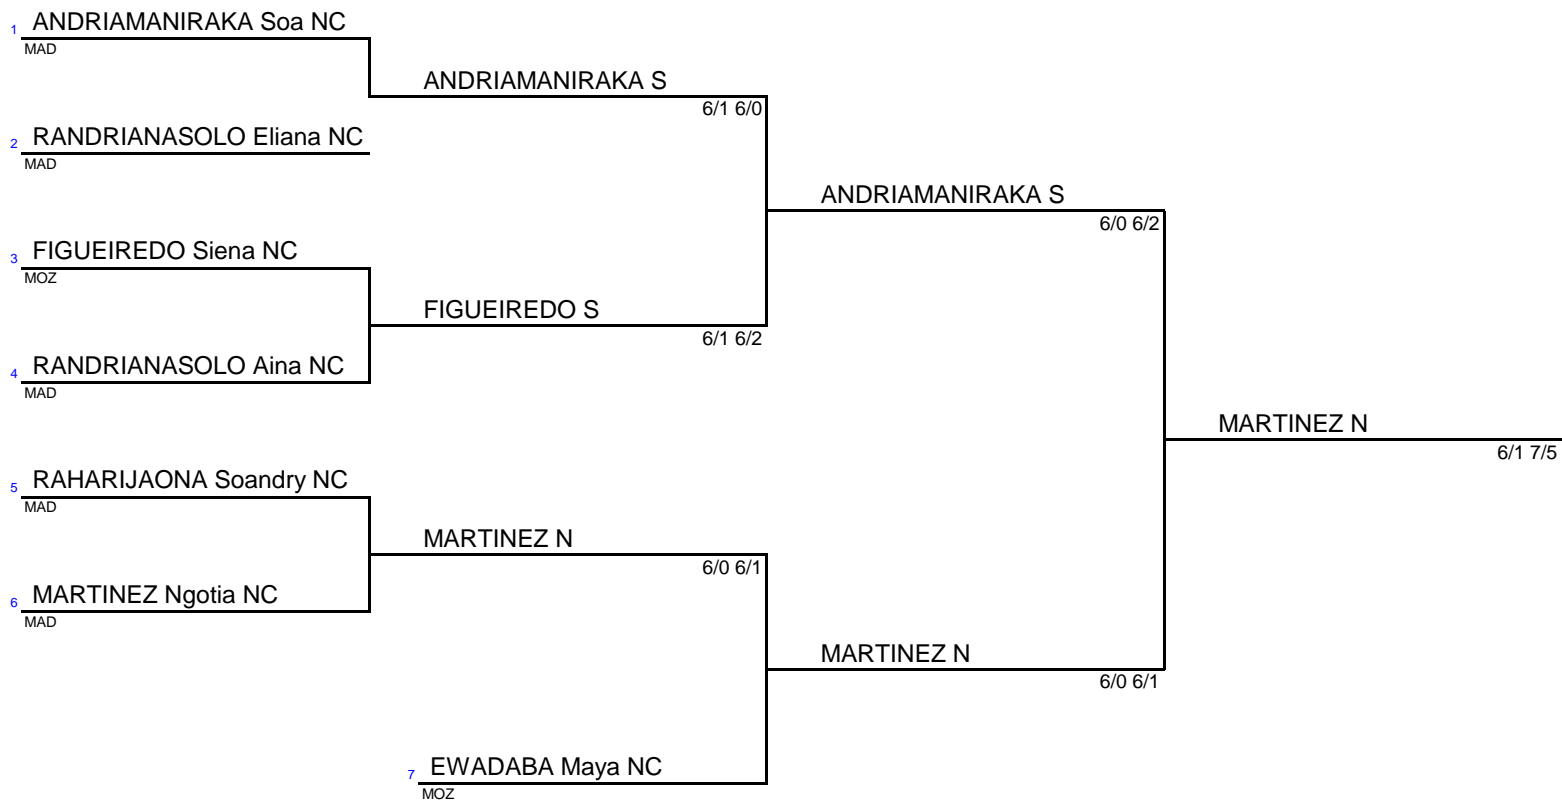 1 ANDRIAMANIRAKA Soa NC
MAD
ANDRIAMANIRAKA S
6/1 6/0
2 RANDRIANASOLO Eliana NC
MAD
ANDRIAMANIRAKA S
6/0 6/2
3 FIGUEIREDO Siena NC
MOZ
FIGUEIREDO S
6/1 6/2
4 RANDRIANASOLO Aina NC
MAD
MARTINEZ N
6/1 7/5
5 RAHARIJAONA Soandry NC
MAD
MARTINEZ N
6/0 6/1
6 MARTINEZ Ngotia NC
MAD
MARTINEZ N
6/0 6/1
7 EWADABA Maya NC
MOZ